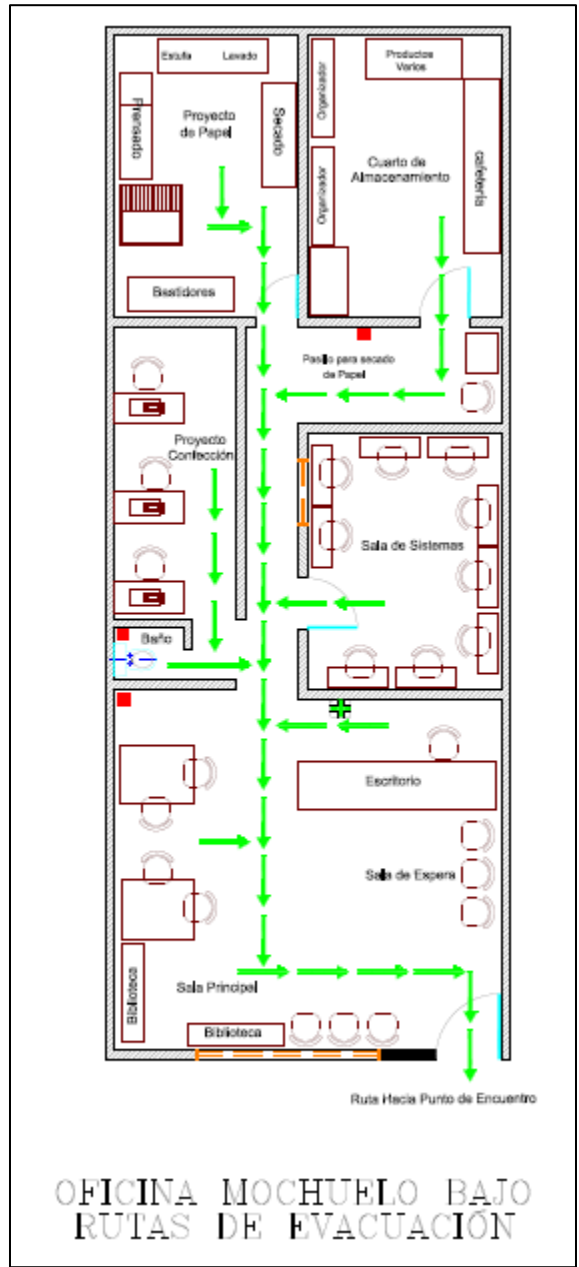 Estufa Lavado
Productos
Varios
Organizador
Prensado
Proyecto
de Papel
Secado
Cuarto de
Almacenamiento
cafetería
Organizador
Bastidores
Pasillo para secado
de Papel
Proyecto
Confección
Sala de Sistemas
Baño
Escritorio
Sala de Espera
Sala Principal
Biblioteca
Biblioteca
Ruta Hacia Punto de Encuentro
OFICINA MOCHUELO BAJO
RUTAS DE EVACUACIÓN